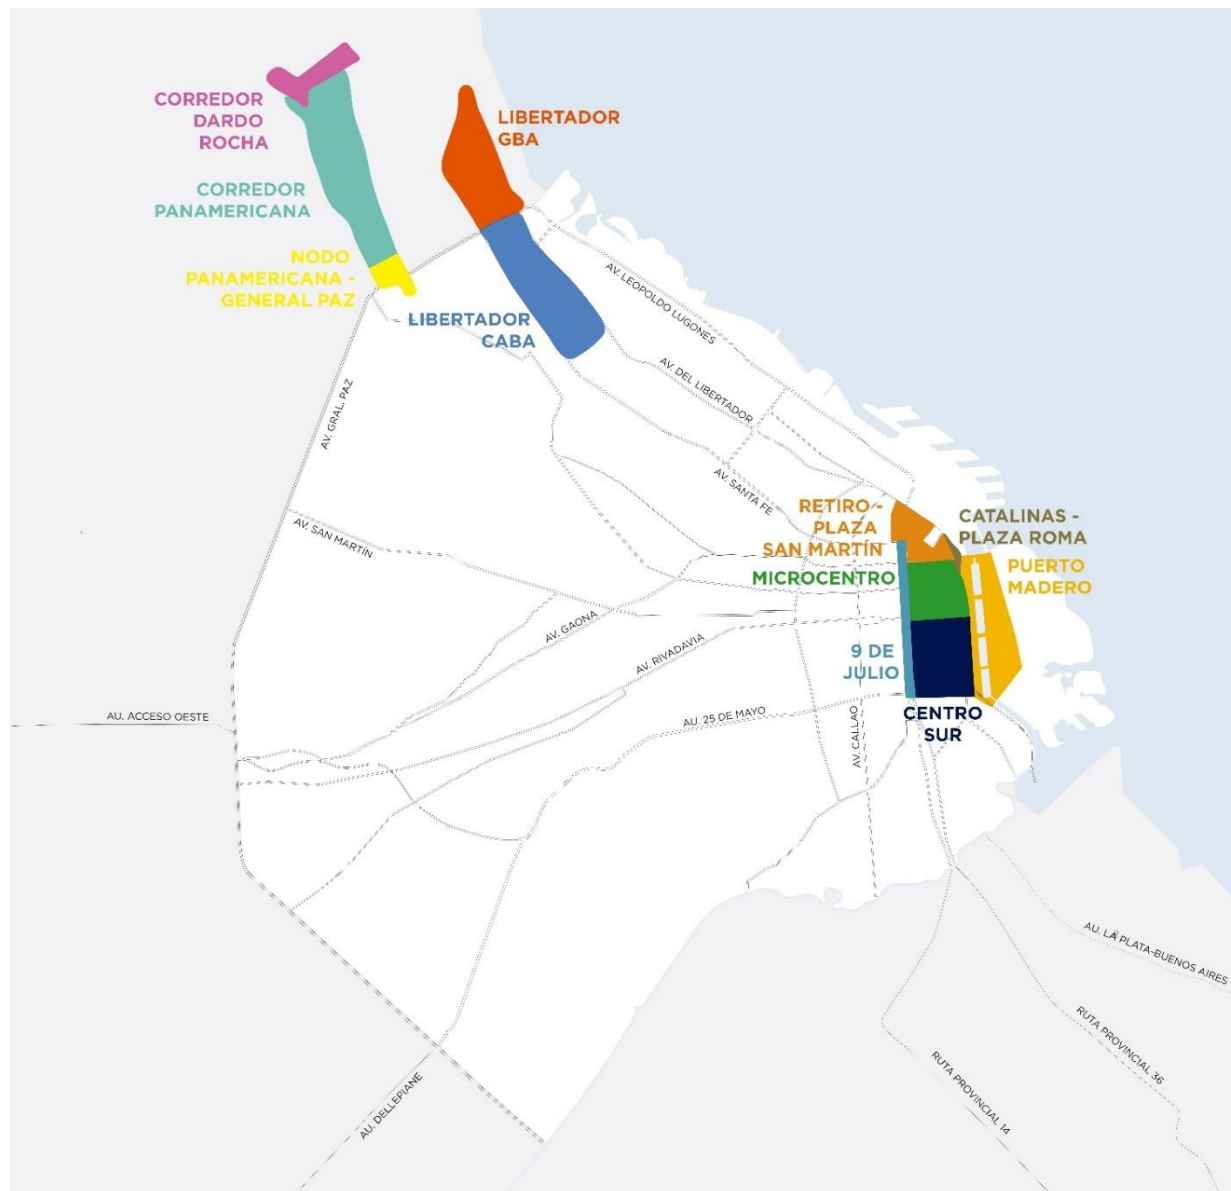 CORREDOR
DARDO
ROCHA
LIBERTADOR
GBA
CORREDOR
PANAMERICANA
NODO
PANAMERICANA -
GENERAL PAZ
LIBERTADOR
CABA
AV. LEOPOLDO LUGONES
AV. DEL LIBERTADOR
AV. GRAL. PAZ
AV. SANTA FE
AV. SAN MARTÍN
RETIRO -
PLAZA
SAN MARTÍN
CATALINAS -
PLAZA ROMA
MICROCENTRO
PUERTO
MADERO
AV. GAONA
AV. RIVADAVIA
9 DE
JULIO
AU. ACCESO OESTE
AU. 25 DE MAYO
AV. CALLAO
CENTRO
SUR
AU. LA PLATA-BUENOS AIRES
RUTA PROVINCIAL 36
RUTA PROVINCIAL 14
AU. DELLEPIANE